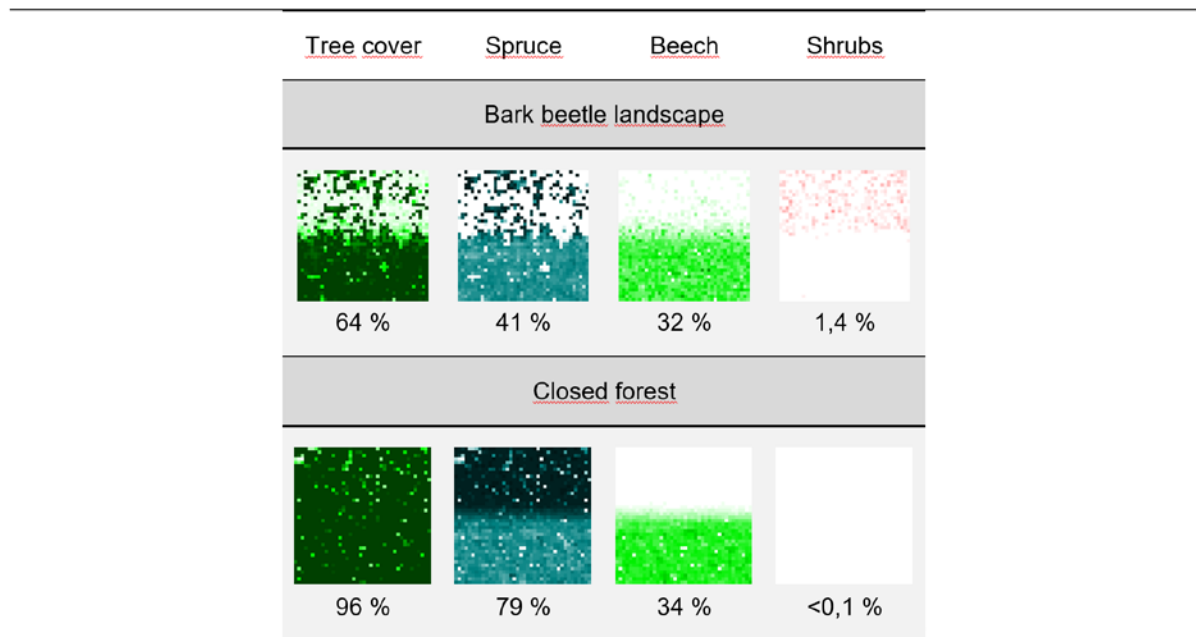 Tree cover Spruce Beech Shrubs
Bark beetle landscape
64 % 41 % 32 % 1,4 %
Closed forest
96 % 79 % 34 % <0,1 %